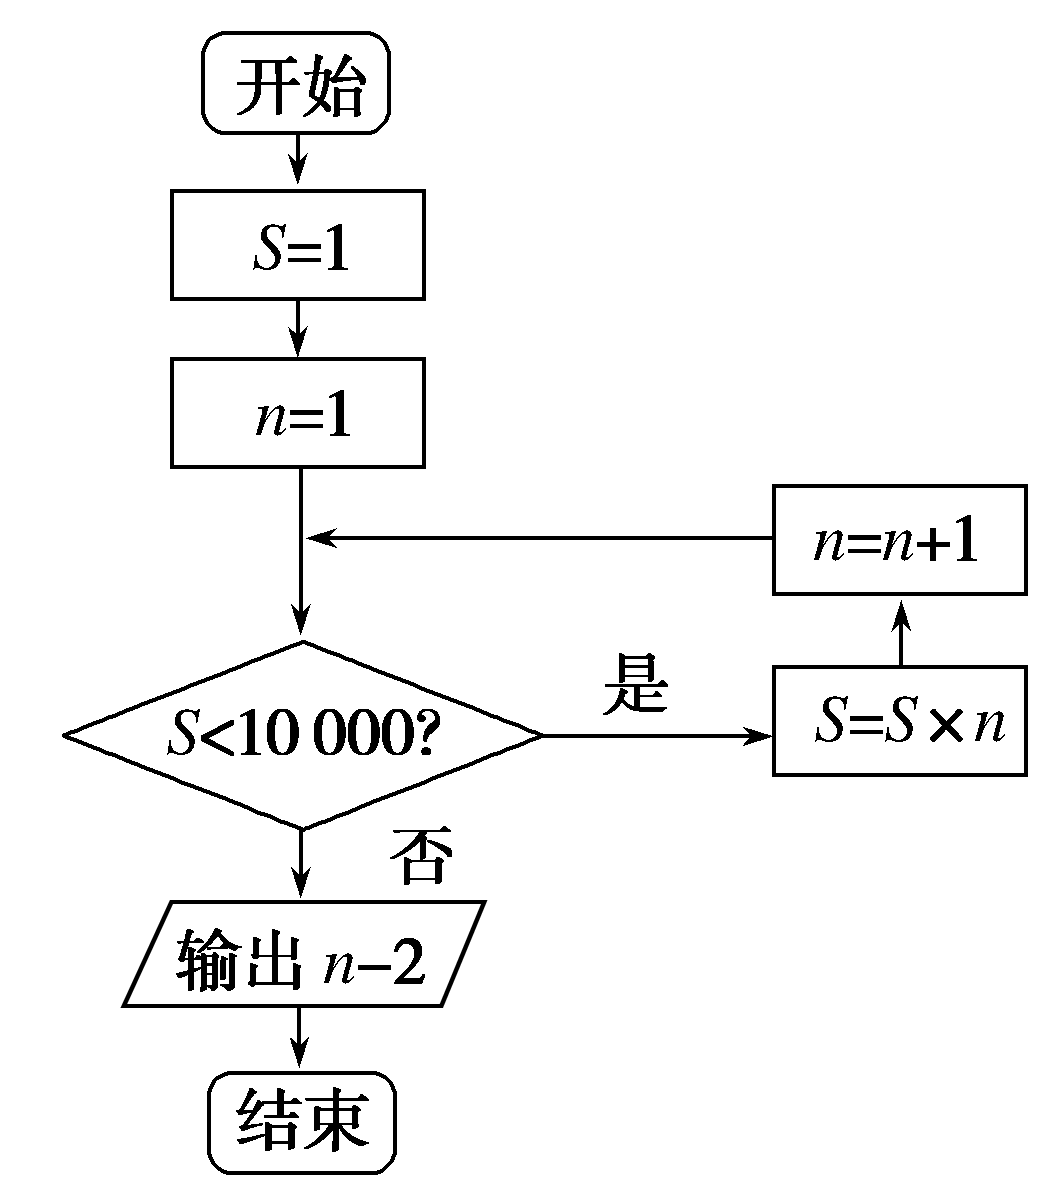 开始
S=1
n=1
n=n+1
是
S<10 000?
S=S×n
否
输出 n-2
结束